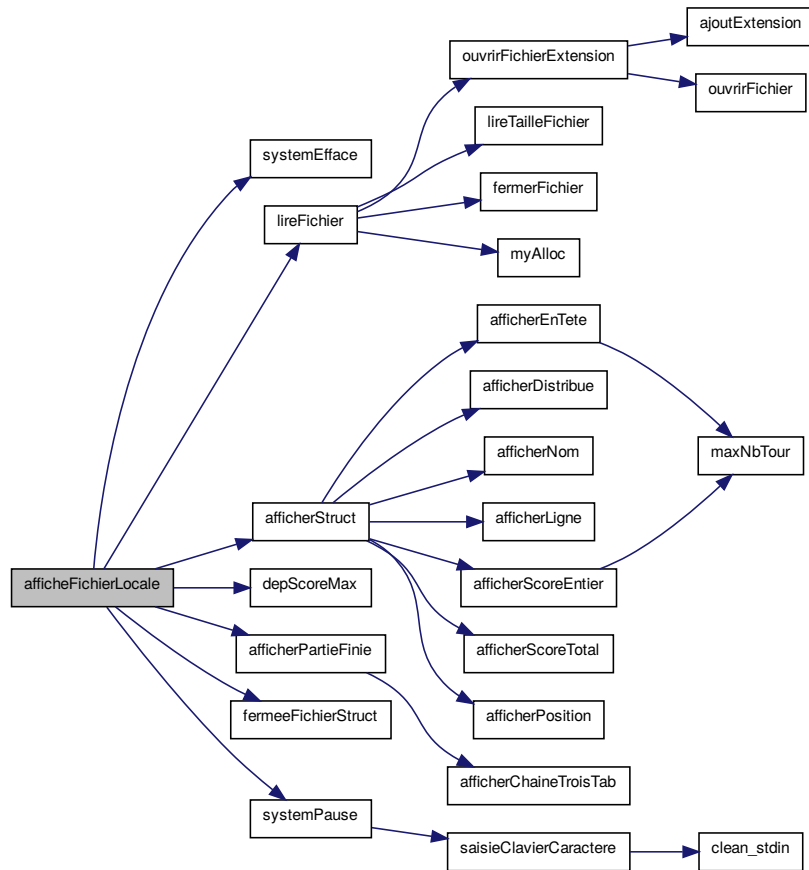 ajoutExtension
ouvrirFichierExtension
ouvrirFichier
lireTailleFichier
systemEfface
fermerFichier
lireFichier
myAlloc
afficherEnTete
afficherDistribue
afficherNom
maxNbTour
afficherStruct
afficherLigne
afficheFichierLocale
depScoreMax
afficherScoreEntier
afficherPartieFinie
afficherScoreTotal
fermeeFichierStruct
afficherPosition
afficherChaineTroisTab
systemPause
saisieClavierCaractere
clean_stdin